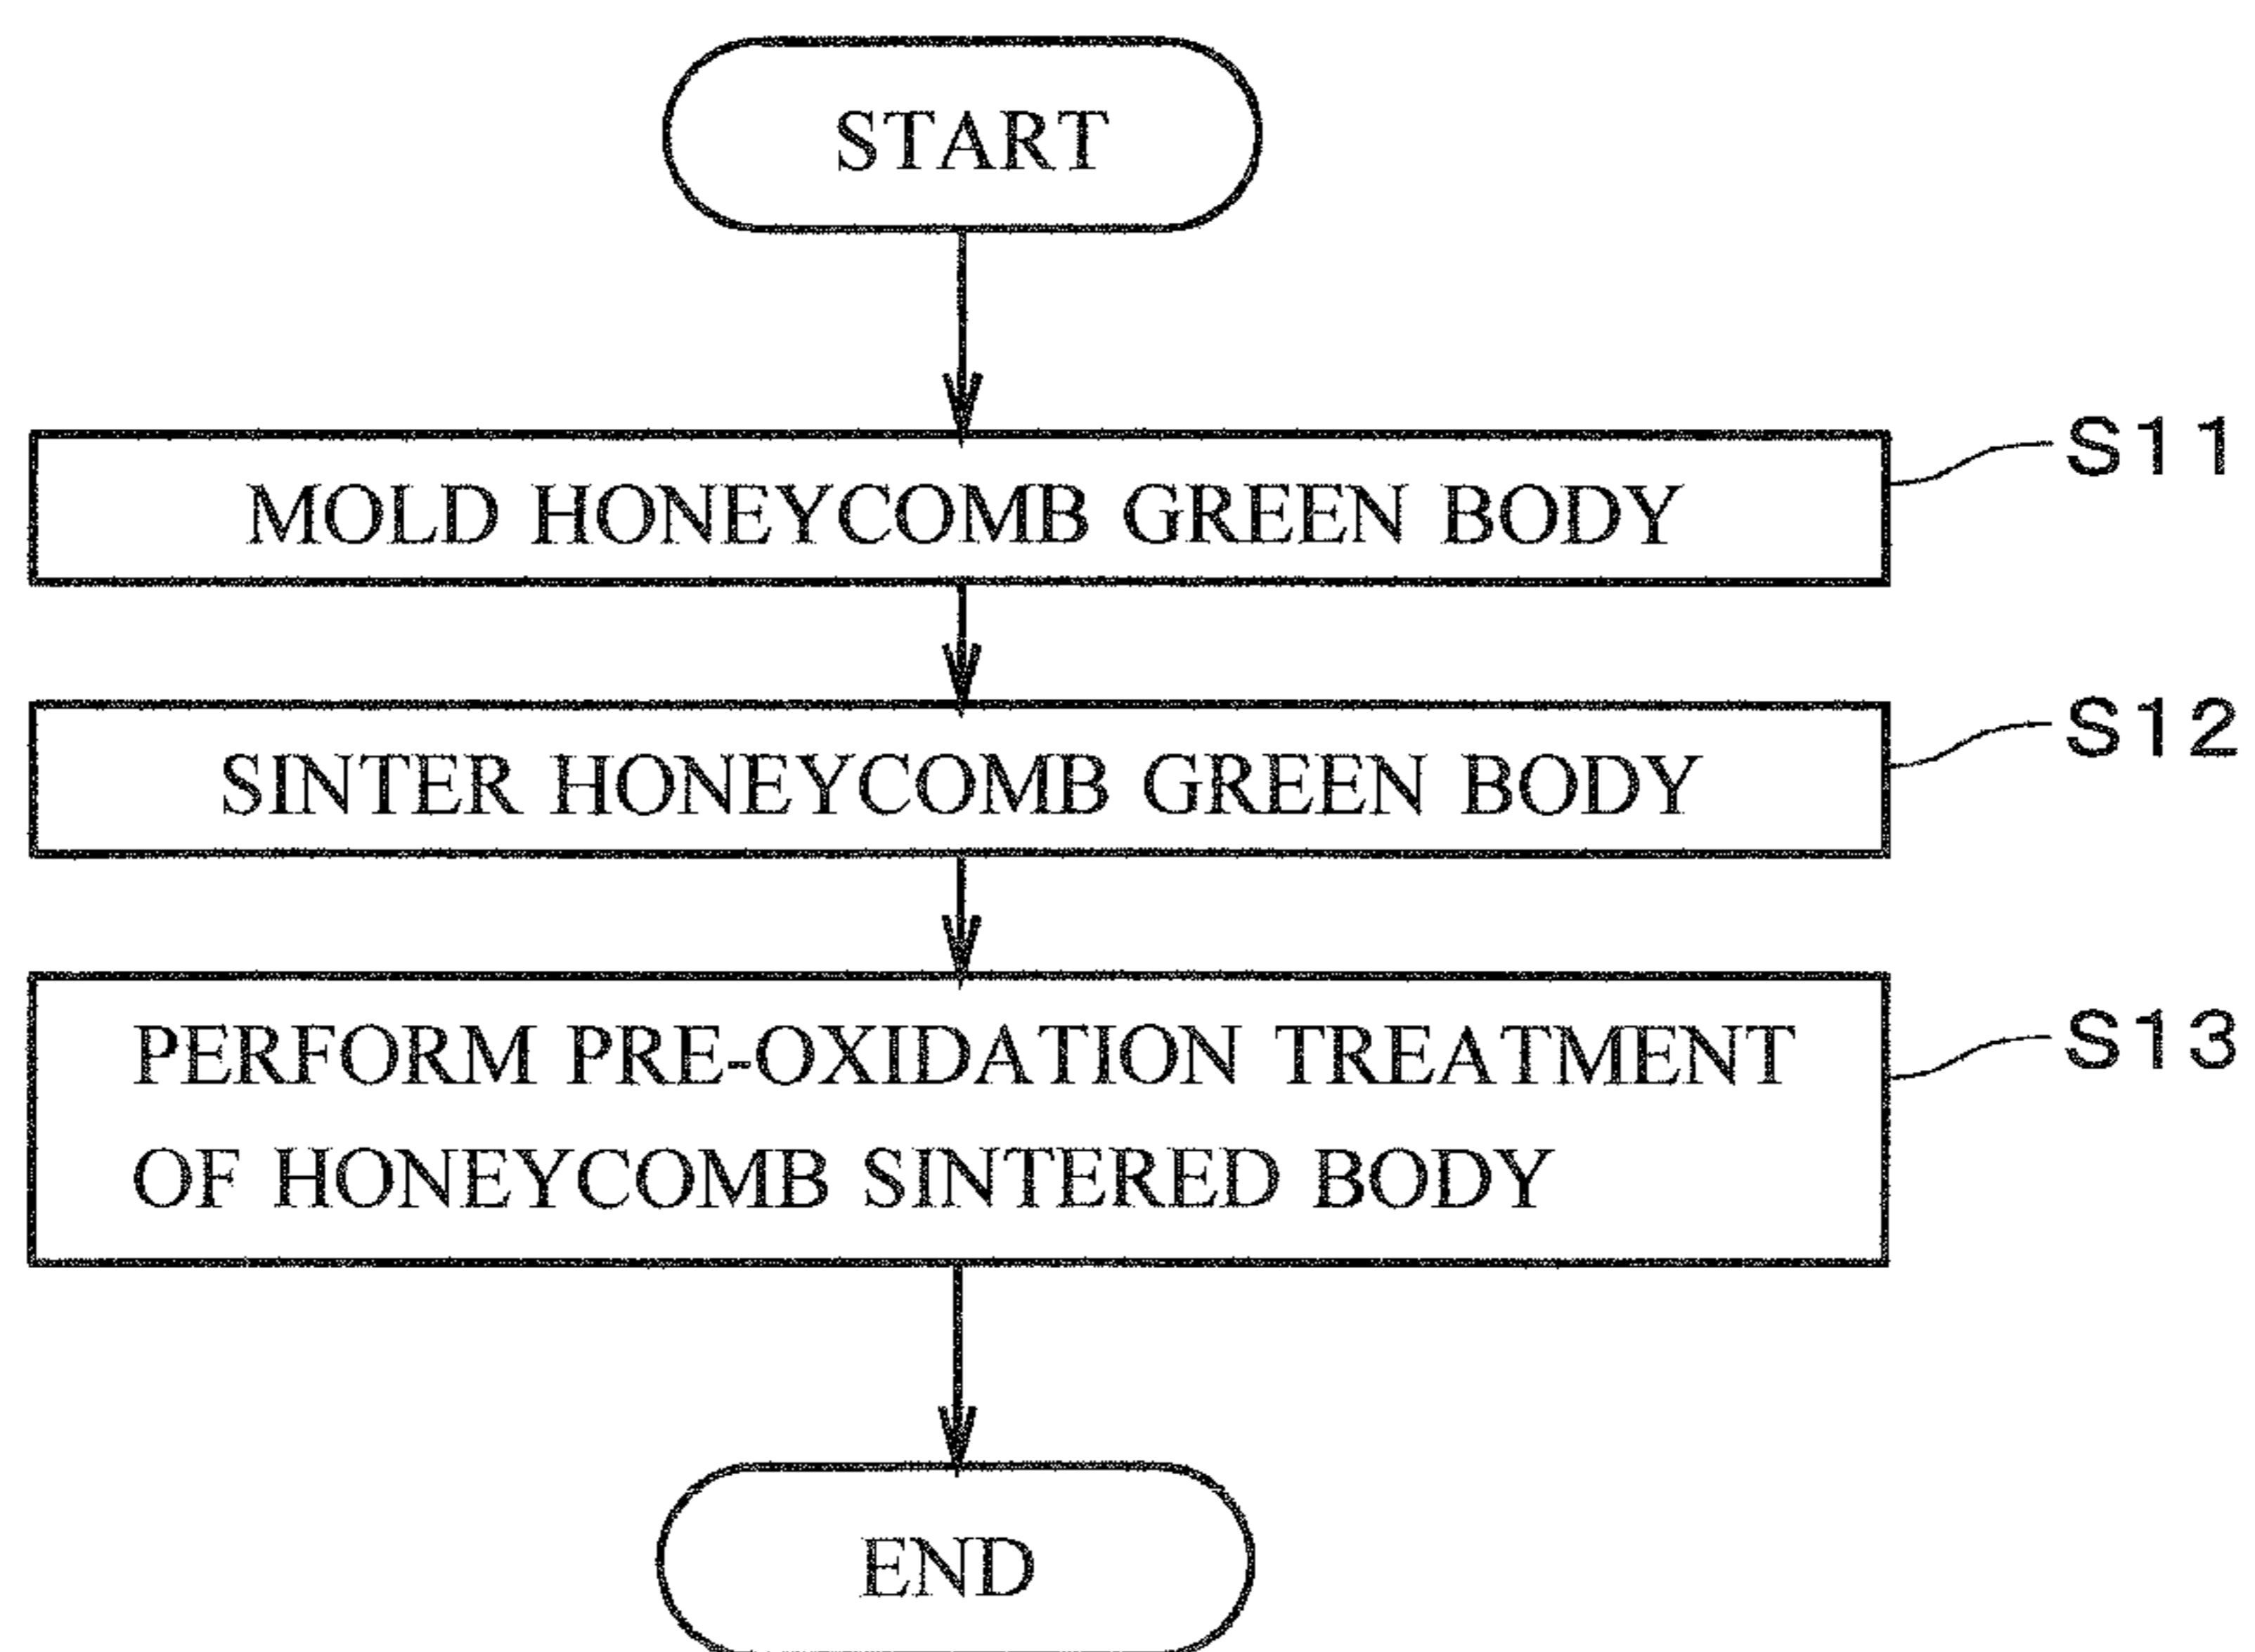 START
MOLD HONEYCOMB GREEN BODY
S11
SINTER HONEYCOMB GREEN BODY
S12
PERFORM PRE-OXIDATION TREATMENT
OF HONEYCOMB SINTERED BODY
S13
END